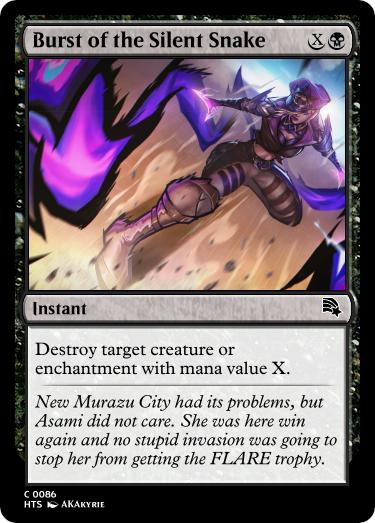 Burst of the Silent Snake XB
Instant
Destroy target creature or
enchantment with mana value X.
New Murazu City had its problems, but
Asami did not care. She was here win
again and no stupid invasion was going to
stop her from getting the FLARE trophy.
C 0086
HTS AKAkyrie